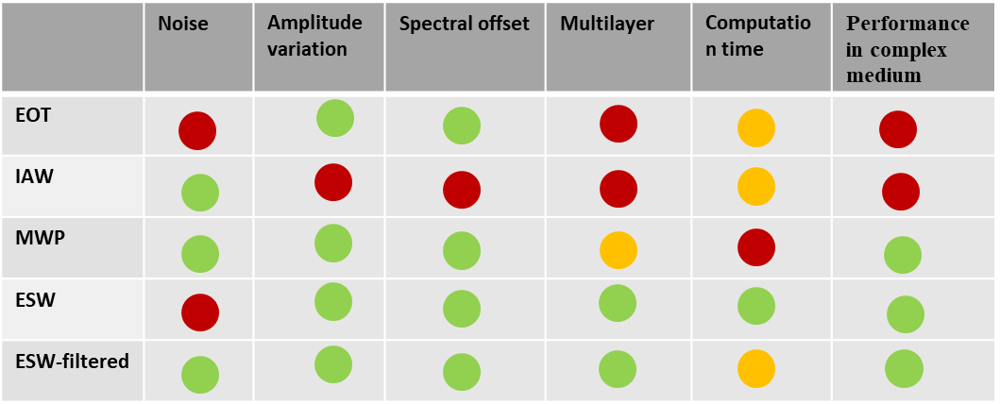 Noise
Amplitude
variation
Spectral offset
Multilayer
Computatio
n time
Performance
in complex
medium
EOT
IAW
MWP
ESW
ESW-filtered